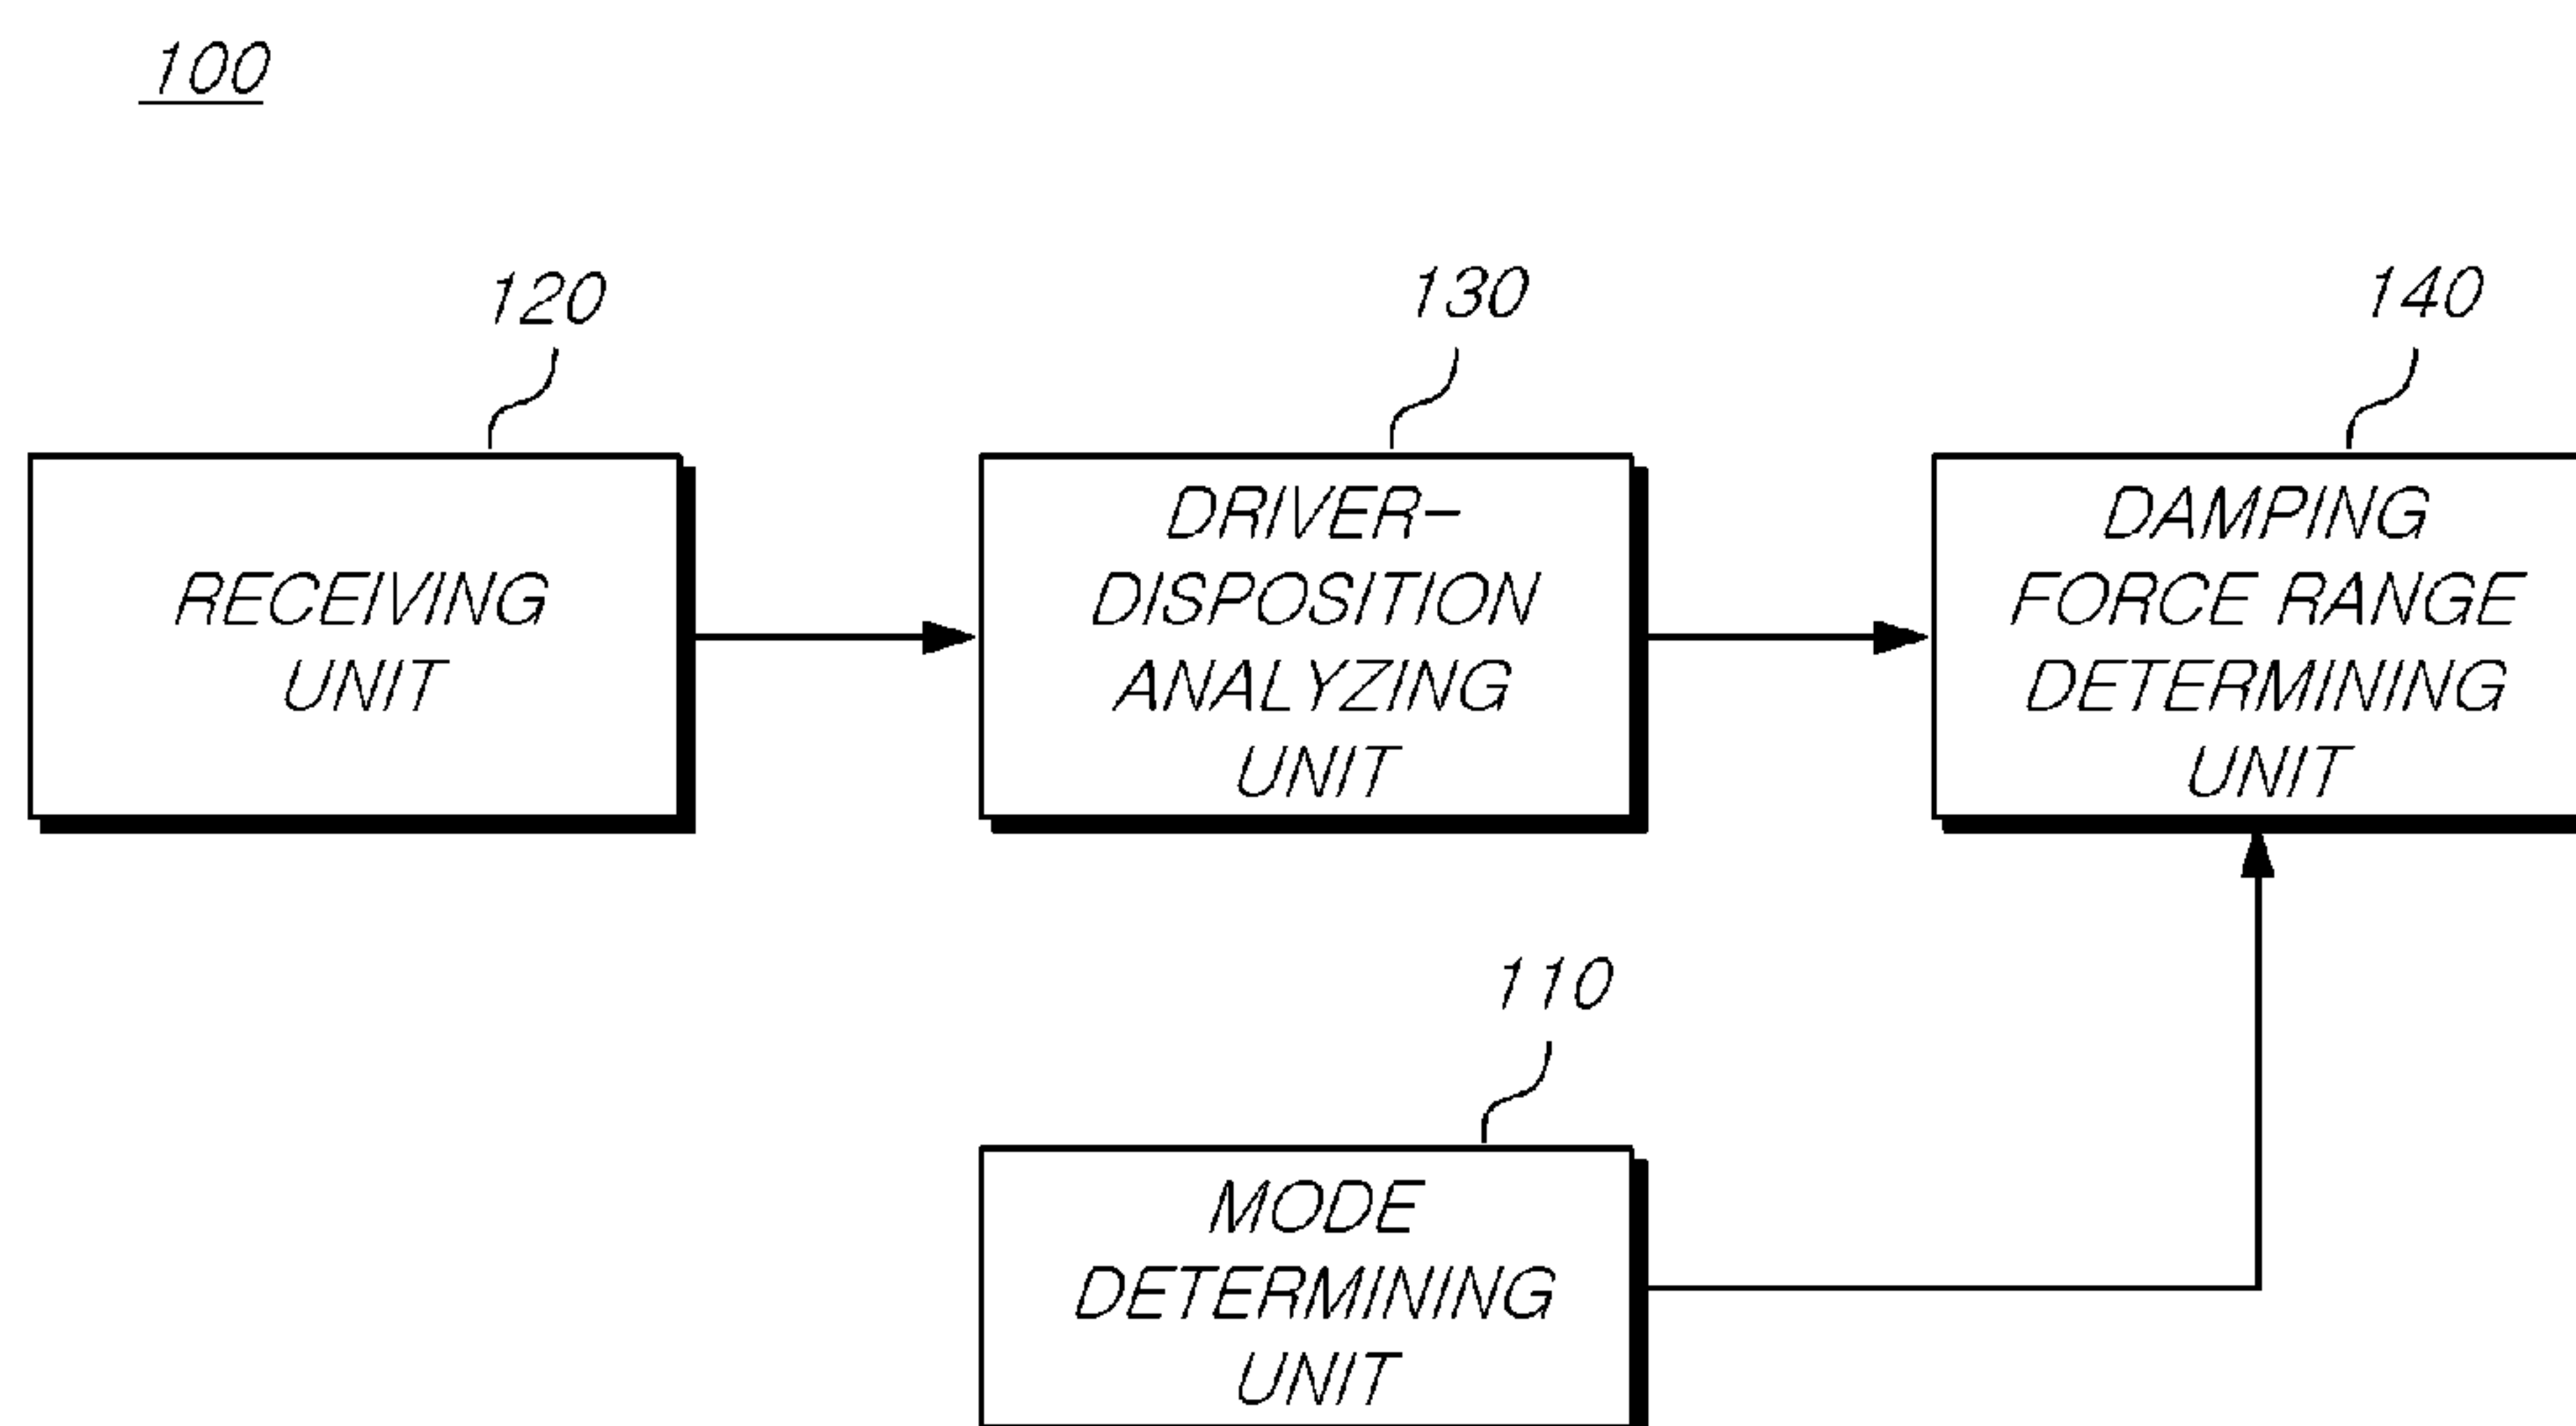 100
120
130
140
RECEIVING
UNIT
DRIVER-
DISPOSITION
ANALYZING
UNIT
DAMPING
FORCE RANGE
DETERMINING
UNIT
110
MODE
DETERMINING
UNIT